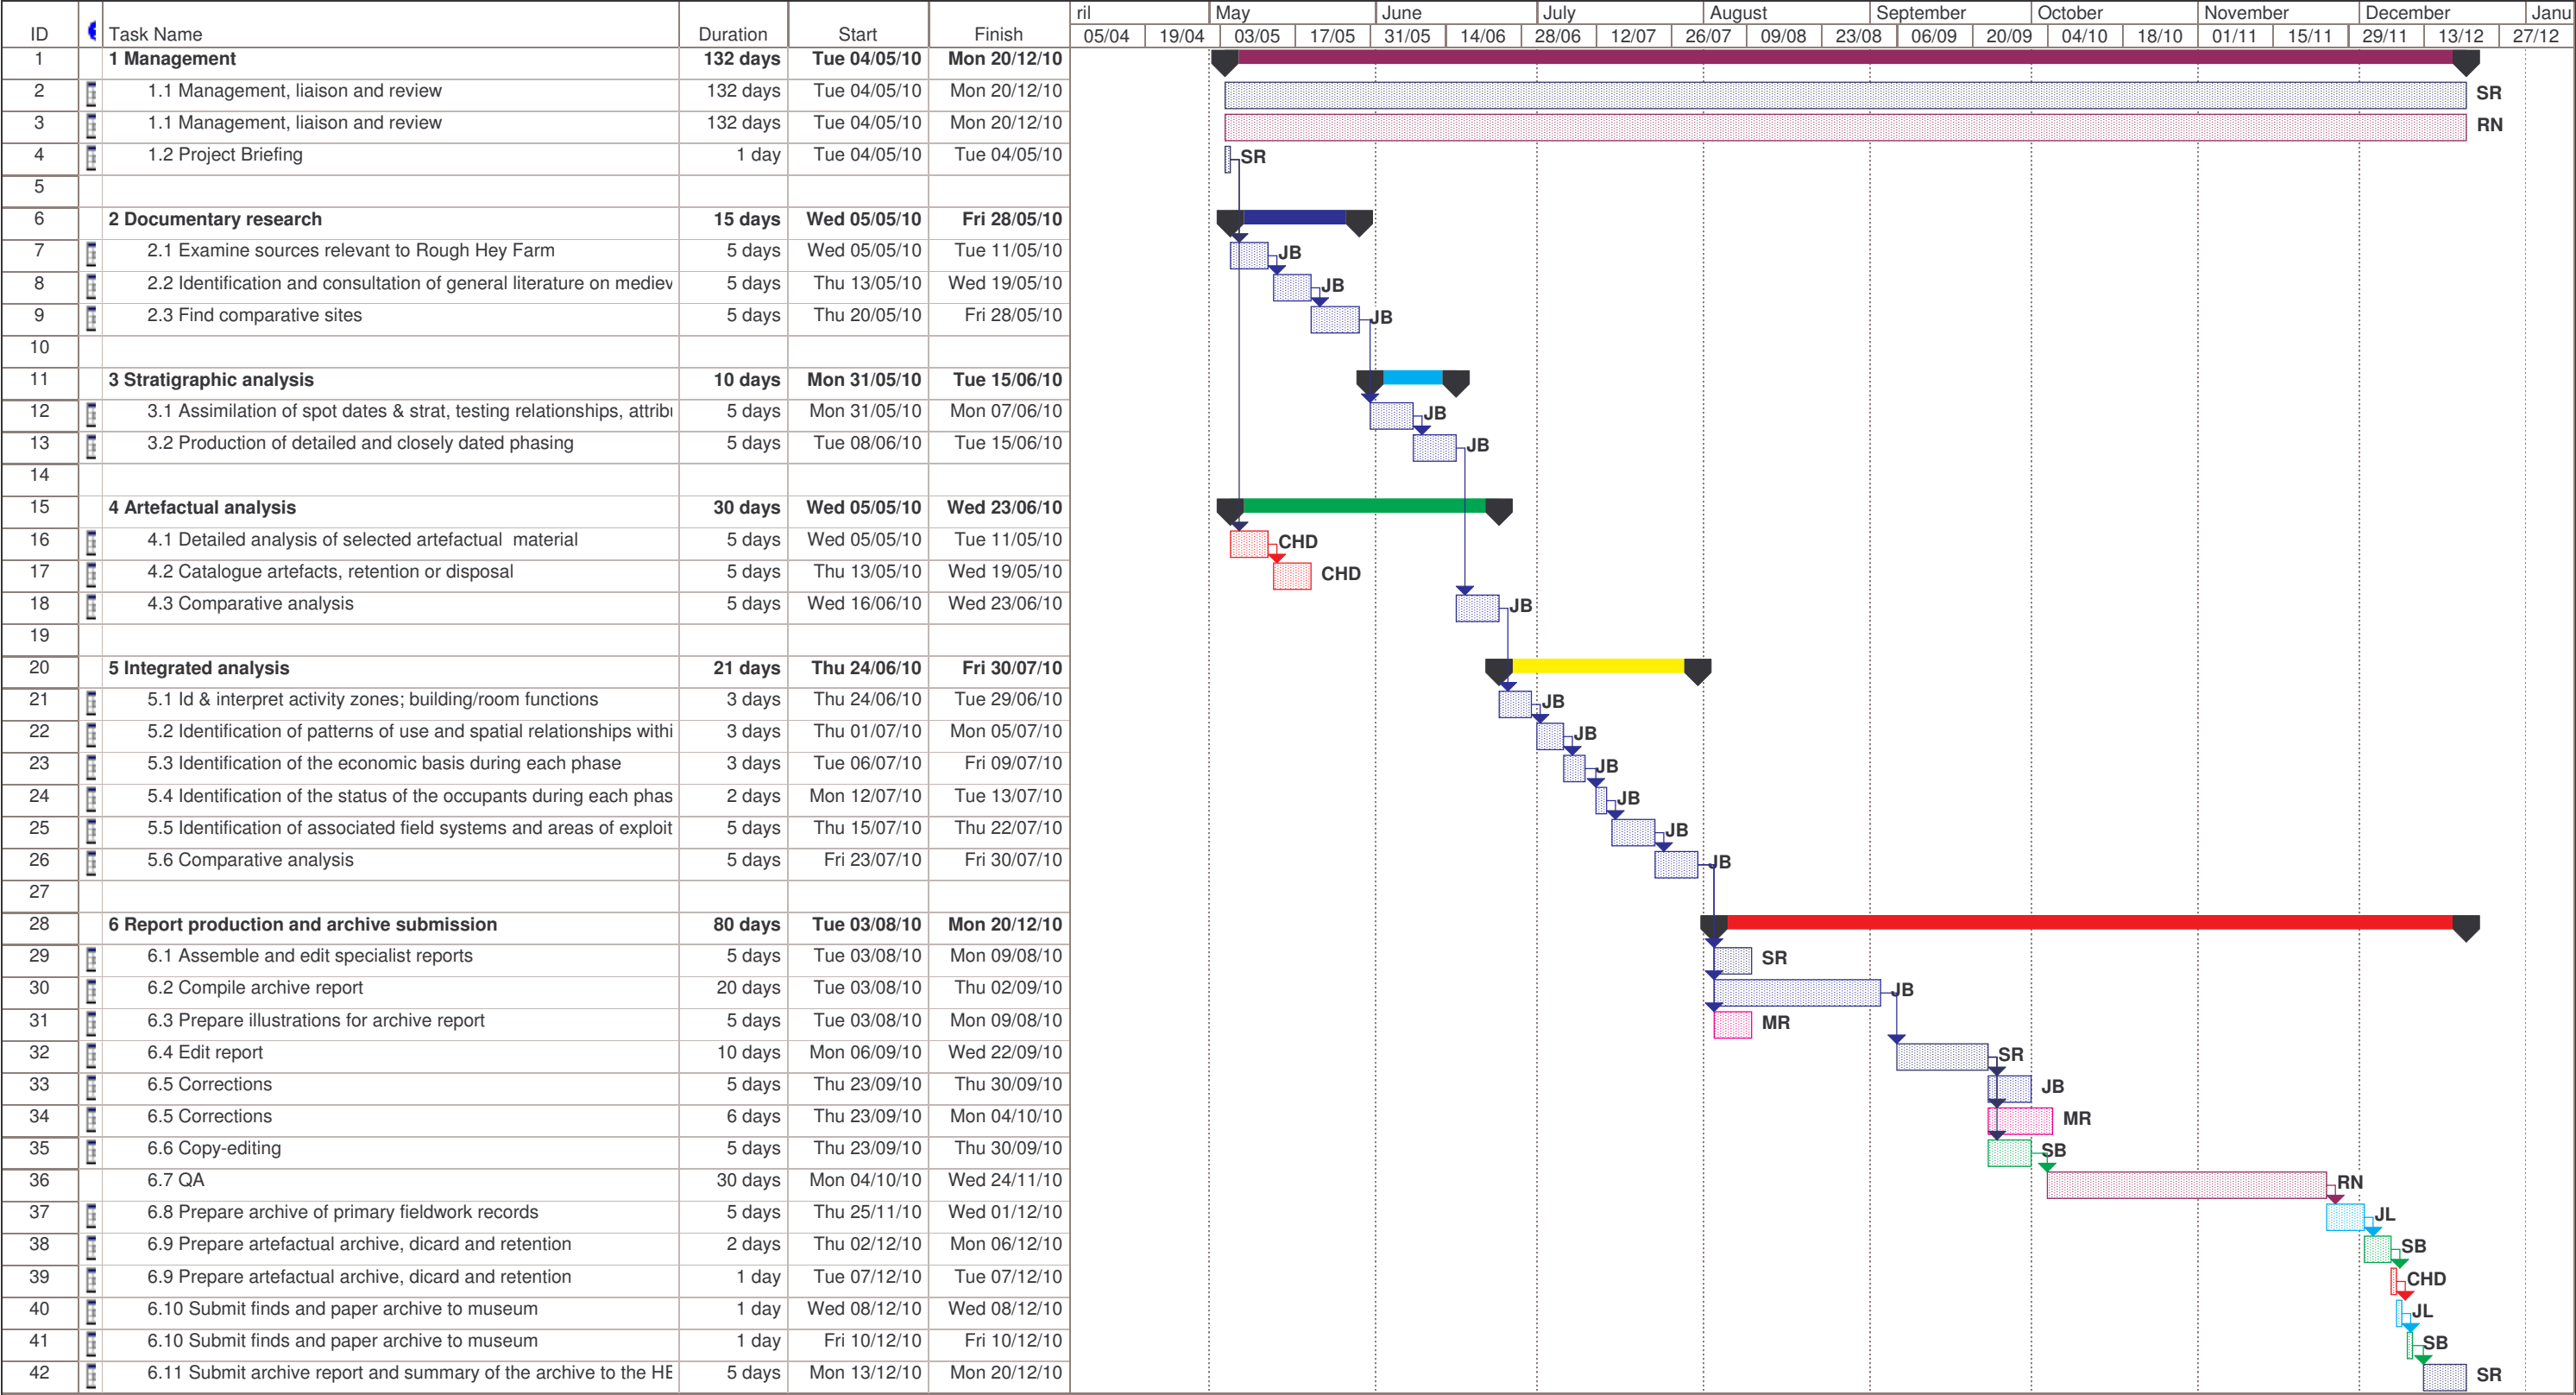 ril May June July August September October November December Janu
ID Task Name Duration Start Finish 05/04 19/04 03/05 17/05 31/05 14/06 28/06 12/07 26/07 09/08 23/08 06/09 20/09 04/10 18/10 01/11 15/11 29/11 13/12 27/12
1 1 Management 132 days Tue 04/05/10 Mon 20/12/10
2 1.1 Management, liaison and review 132 days Tue 04/05/10 Mon 20/12/10 SR
3 1.1 Management, liaison and review 132 days Tue 04/05/10 Mon 20/12/10 RN
4 1.2 Project Briefing 1 day Tue 04/05/10 Tue 04/05/10 SR
5
6 2 Documentary research 15 days Wed 05/05/10 Fri 28/05/10
7 2.1 Examine sources relevant to Rough Hey Farm 5 days Wed 05/05/10 Tue 11/05/10 JB
8 2.2 Identification and consultation of general literature on mediev 5 days Thu 13/05/10 Wed 19/05/10 JB
9 2.3 Find comparative sites 5 days Thu 20/05/10 Fri 28/05/10 JB
10
11 3 Stratigraphic analysis 10 days Mon 31/05/10 Tue 15/06/10
12 3.1 Assimilation of spot dates & strat, testing relationships, attrib 5 days Mon 31/05/10 Mon 07/06/10 JB
13 3.2 Production of detailed and closely dated phasing 5 days Tue 08/06/10 Tue 15/06/10 JB
14
15 4 Artefactual analysis 30 days Wed 05/05/10 Wed 23/06/10
16 4.1 Detailed analysis of selected artefactual material 5 days Wed 05/05/10 Tue 11/05/10 CHD
17 4.2 Catalogue artefacts, retention or disposal 5 days Thu 13/05/10 Wed 19/05/10 CHD
18 4.3 Comparative analysis 5 days Wed 16/06/10 Wed 23/06/10 JB
19
20 5 Integrated analysis 21 days Thu 24/06/10 Fri 30/07/10
21 5.1 Id & interpret activity zones; building/room functions 3 days Thu 24/06/10 Tue 29/06/10 JB
22 5.2 Identification of patterns of use and spatial relationships withi 3 days Thu 01/07/10 Mon 05/07/10 JB
23 5.3 Identification of the economic basis during each phase 3 days Tue 06/07/10 Fri 09/07/10 JB
24 5.4 Identification of the status of the occupants during each phas 2 days Mon 12/07/10 Tue 13/07/10 JB
25 5.5 Identification of associated field systems and areas of exploit 5 days Thu 15/07/10 Thu 22/07/10 JB
26 5.6 Comparative analysis 5 days Fri 23/07/10 Fri 30/07/10 JB
27
28 6 Report production and archive submission 80 days Tue 03/08/10 Mon 20/12/10
29 6.1 Assemble and edit specialist reports 5 days Tue 03/08/10 Mon 09/08/10 SR
30 6.2 Compile archive report 20 days Tue 03/08/10 Thu 02/09/10 JB
31 6.3 Prepare illustrations for archive report 5 days Tue 03/08/10 Mon 09/08/10 MR
32 6.4 Edit report 10 days Mon 06/09/10 Wed 22/09/10 SR
33 6.5 Corrections 5 days Thu 23/09/10 Thu 30/09/10 JB
34 6.5 Corrections 6 days Thu 23/09/10 Mon 04/10/10 MR
35 6.6 Copy-editing 5 days Thu 23/09/10 Thu 30/09/10 SB
36 6.7 QA 30 days Mon 04/10/10 Wed 24/11/10 RN
37 6.8 Prepare archive of primary fieldwork records 5 days Thu 25/11/10 Wed 01/12/10 JL
38 6.9 Prepare artefactual archive, dicard and retention 2 days Thu 02/12/10 Mon 06/12/10 SB
39 6.9 Prepare artefactual archive, dicard and retention 1 day Tue 07/12/10 Tue 07/12/10 CHD
40 6.10 Submit finds and paper archive to museum 1 day Wed 08/12/10 Wed 08/12/10 JL
41 6.10 Submit finds and paper archive to museum 1 day Fri 10/12/10 Fri 10/12/10 SB
42 6.11 Submit archive report and summary of the archive to the HE 5 days Mon 13/12/10 Mon 20/12/10 SR